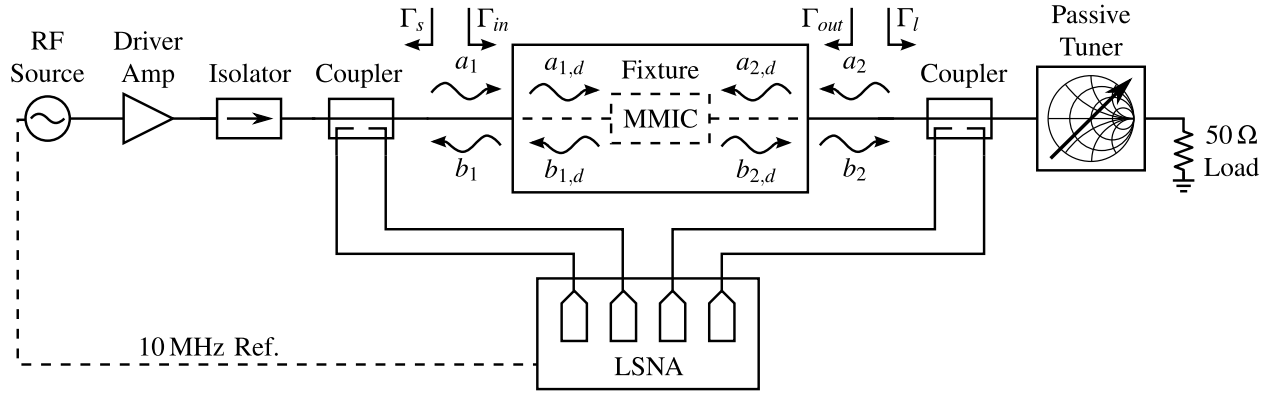 Γs Γin Γout Γl
Passive
Tuner
RF
Source
Driver
Amp
Isolator
Coupler
a1
a1,d
Fixture
MMIC
a2,d
a2
Coupler
b1
b1,d
b2,d
b2
50 Ω
Load
10 MHz Ref.
LSNA